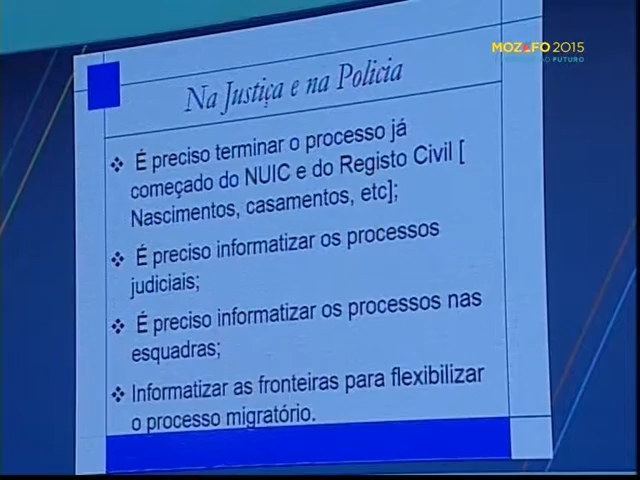 MOZEFO 2015
FUTURO
Na Justiça e na Policia
❖ É preciso terminar o processo já
começado do NUIC e do Registo Civil [
Nascimentos, casamentos, etc];
❖ É preciso informatizar os processos
judiciais;
❖ É preciso informatizar os processos nas
esquadras;
❖ Informatizar as fronteiras para flexibilizar
o processo migratório.